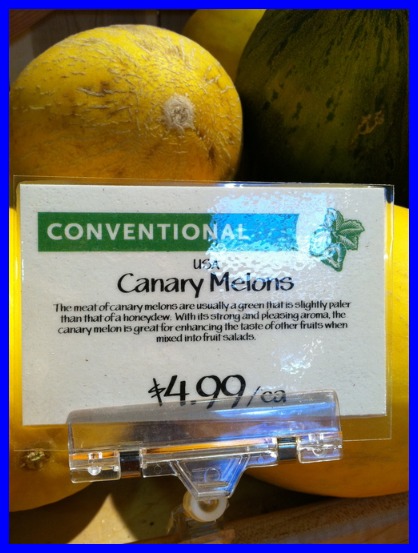 CONVENTIONAL
USA
Canary Melons
The meat of canary melons are usually a green that is slightly paler
than that of a honeydew. With its strong and pleasing aroma, the
canary melon is great for enhancing the taste of other fruits when
mixed into fruit salads.
$4.99/ea